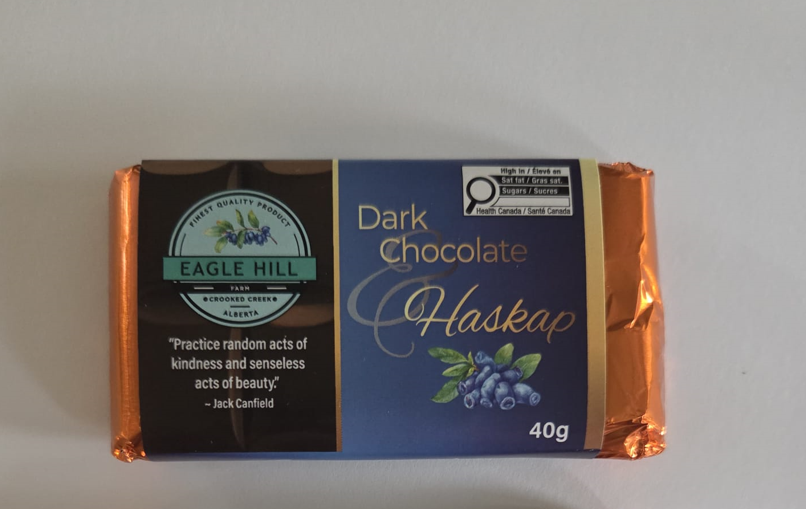 FINEST QUALITY PRODUCT
EAGLE HILL
FARM
CROOKED CREEK
ALBERTA
"Practice random acts of
kindness and senseless
acts of beauty."
~ Jack Canfield
High in / Élevé en
Sat fat / Gras sat.
Sugars / Sucres
Health Canada / Santé Canada
Dark
Chocolate
&
Haskap
40g